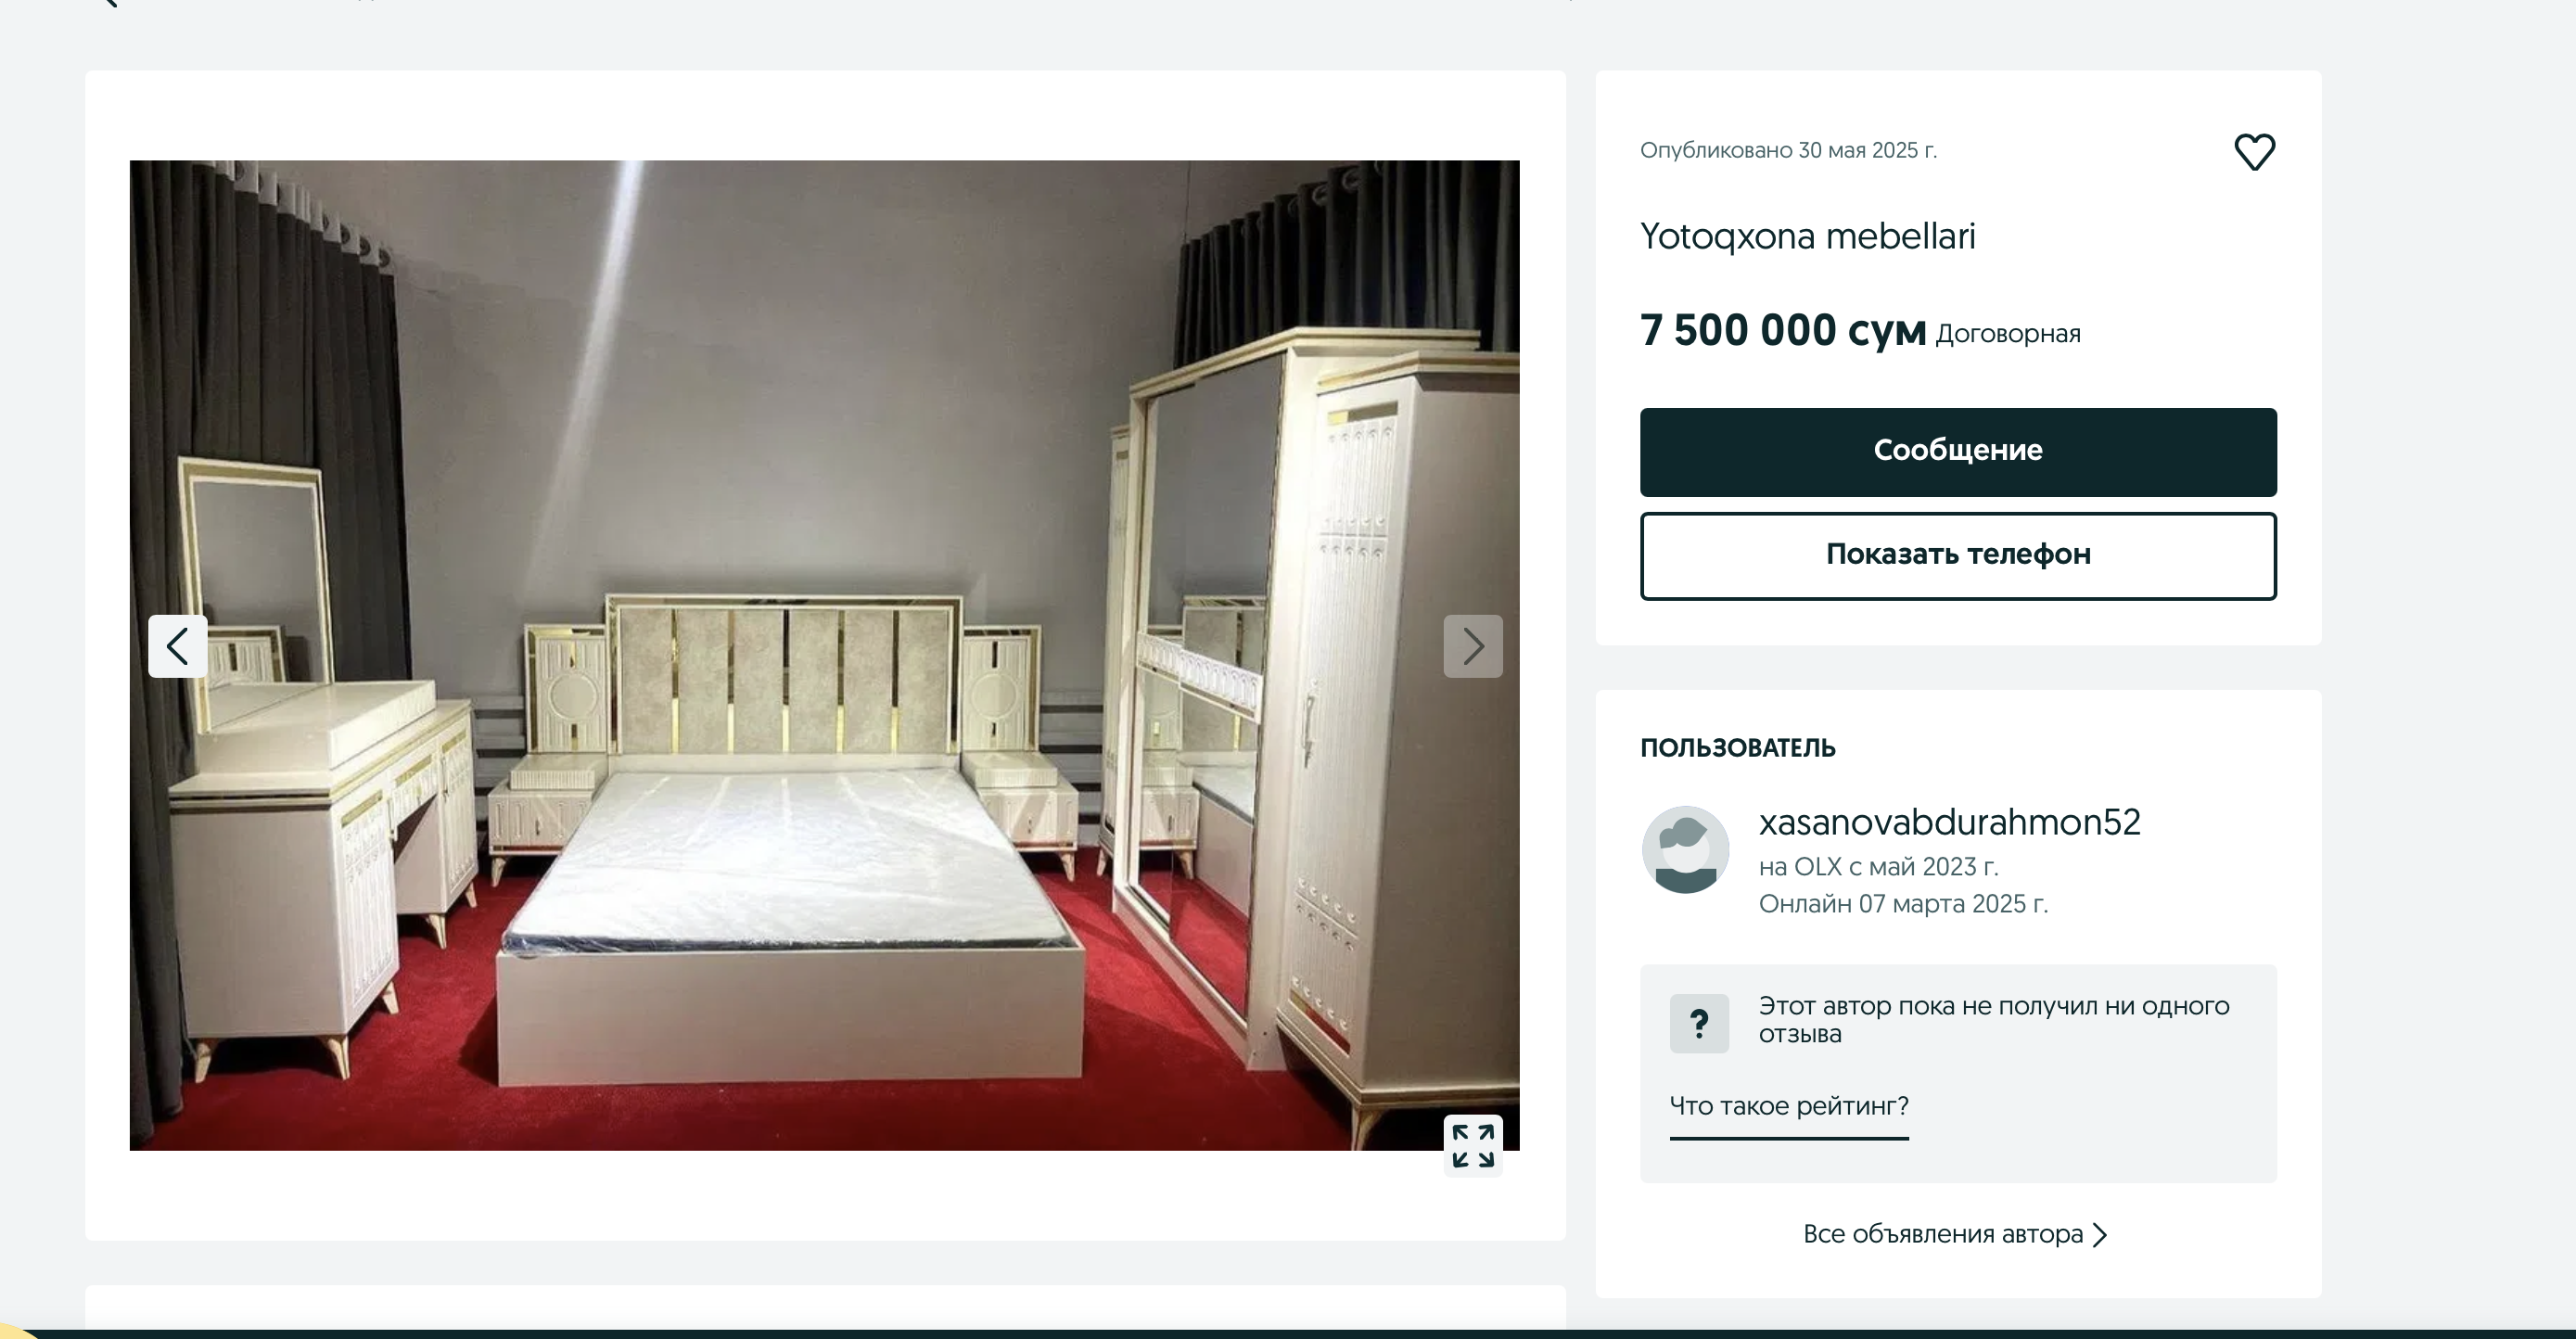 Опубликовано 30 мая 2025 г.
Yotoqxona mebellari
7 500 000 сум Договорная
Сообщение
Показать телефон
ПОЛЬЗОВАТЕЛЬ
xasanovabdurahmon52
на OLX с май 2023 г.
Онлайн 07 марта 2025 г.
?
Этот автор пока не получил ни одного
отзыва
Что такое рейтинг?
Все объявления автора